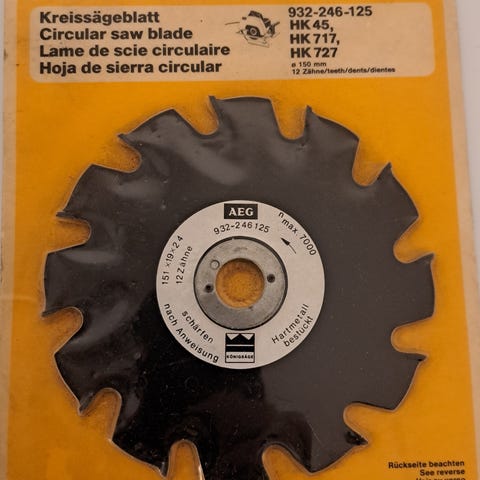 Kreissägeblatt
Circular saw blade
Lame de scie circulaire
Hoja de sierra circular
932-246-125
HK 45,
HK 717,
HK 727
ø 150 mm
12 Zähne/teeth/dents/dientes
AEG
932-246 125
n max. 7000
151 x 19 x 2.4
12 Zähne
schärfen
nach Anweisung
Hartmetall
bestückt
KÖNIGSÄGE
Rückseite beachten
See reverse